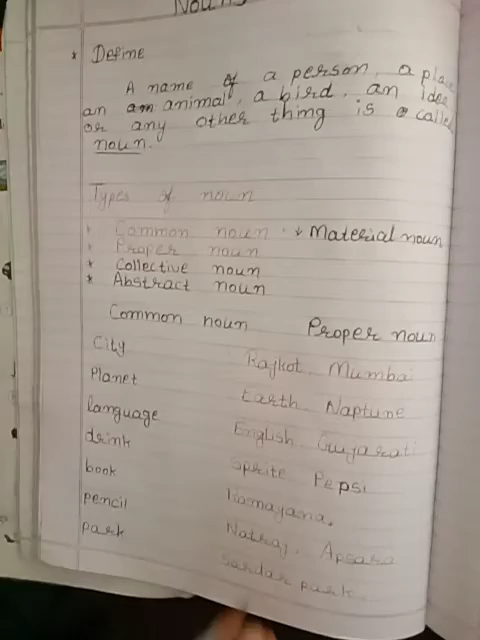 Nouns
* Define
A name of a person, a place
an am animal, a bird, an idea
or any other thing is a called
noun.
Types of noun
* Common noun * Material noun
* Proper noun
* Collective noun
* Abstract noun
Common noun Proper noun
City Rajkot Mumbai
Planet Earth Naptune
language English Gujarati
drink Sprite Pepsi
book Ramayana,
pencil Natraj, Apsara
park Sardar park